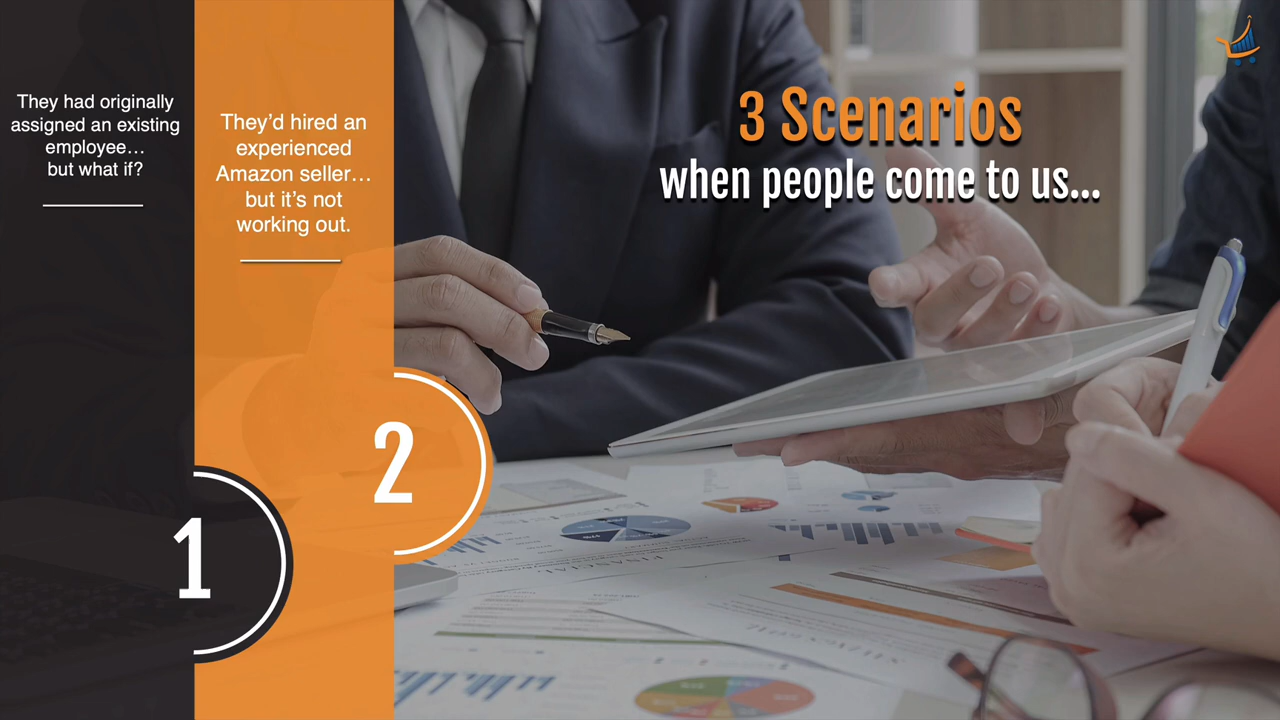 3 Scenarios
when people come to us...
They had originally
assigned an existing
employee…
but what if?
1
They’d hired an
experienced
Amazon seller…
but it’s not
working out.
2
FINANCIAL